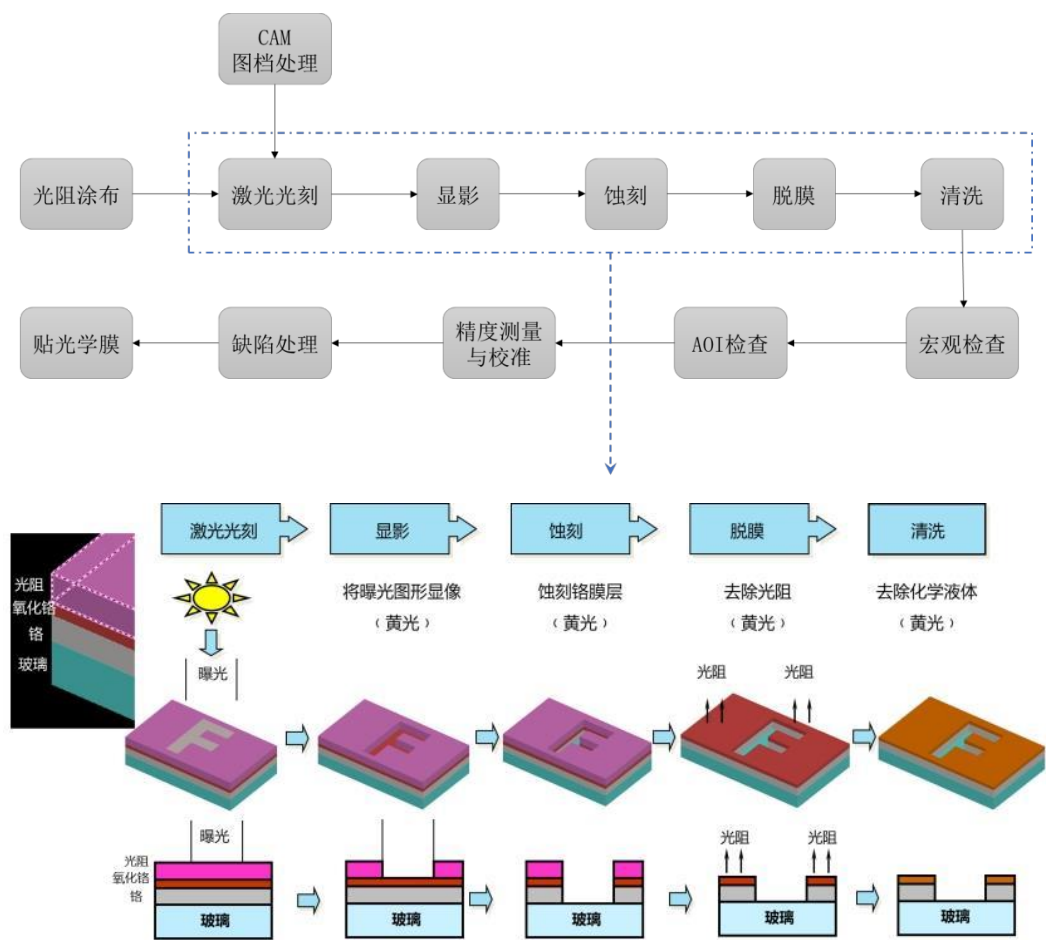 CAM
图档处理
光阻涂布
激光光刻
显影
蚀刻
脱膜
清洗
贴光学膜
缺陷处理
精度测量
与校准
AOI检查
宏观检查
激光光刻
显影
蚀刻
脱膜
清洗
光阻
氧化铬
铬
玻璃
将曝光图形显像
（黄光）
蚀刻铬膜层
（黄光）
去除光阻
（黄光）
去除化学液体
（黄光）
曝光
光阻
光阻
曝光
光阻
氧化铬
铬
玻璃
玻璃
玻璃
光阻
光阻
玻璃
玻璃